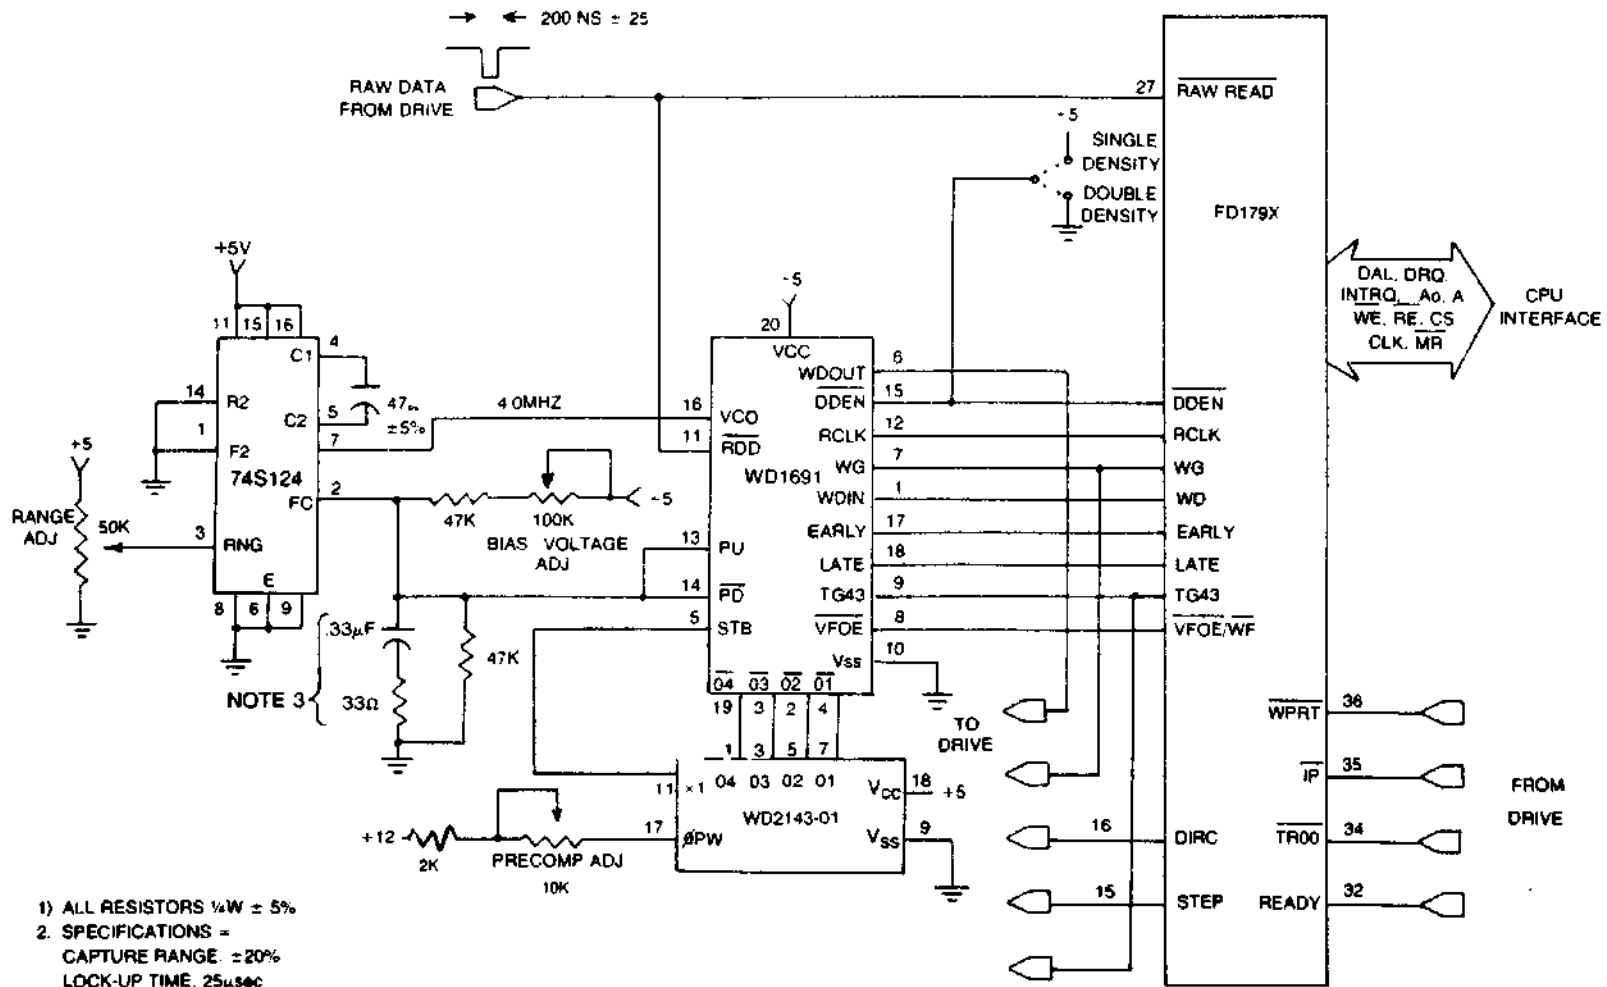 200 NS ± 25
RAW DATA
FROM DRIVE
27
RAW READ
-5
SINGLE
DENSITY
DOUBLE
DENSITY
FD179X
DAL, DRQ,
INTRQ, A0, A
WE, RE, CS
CLK, MR
CPU
INTERFACE
+5V
11
15
16
4
C1
14
R2
47
±5%
5
C2
7
1
F2
74S124
FC
2
+5
RANGE
ADJ
50K
3
RNG
E
8
6
9
40MHZ
47K
100K
-5
BIAS VOLTAGE
ADJ
-5
20
VCC
WDOUT
6
DDEN
15
16
VCO
RCLK
12
11
RDD
WG
7
WD1691
WDIN
1
EARLY
17
13
PU
LATE
18
14
PD
TG43
9
5
STB
VFOE
8
Vss
10
04 03 02 01
19
3
2
4
DDEN
RCLK
WG
WD
EARLY
LATE
TG43
VFOE/WF
NOTE 3
.33µF
33Ω
47K
TO
DRIVE
1
3
5
7
04 03 02 01
11
×1
VCC
18
+5
WD2143-01
17
ØPW
VSS
9
+12
2K
PRECOMP ADJ
10K
WPRT
36
IP
35
TR00
34
READY
32
FROM
DRIVE
16
DIRC
15
STEP
1) ALL RESISTORS ¼W ± 5%
2. SPECIFICATIONS =
CAPTURE RANGE. ±20%
LOCK-UP TIME, 25µsec